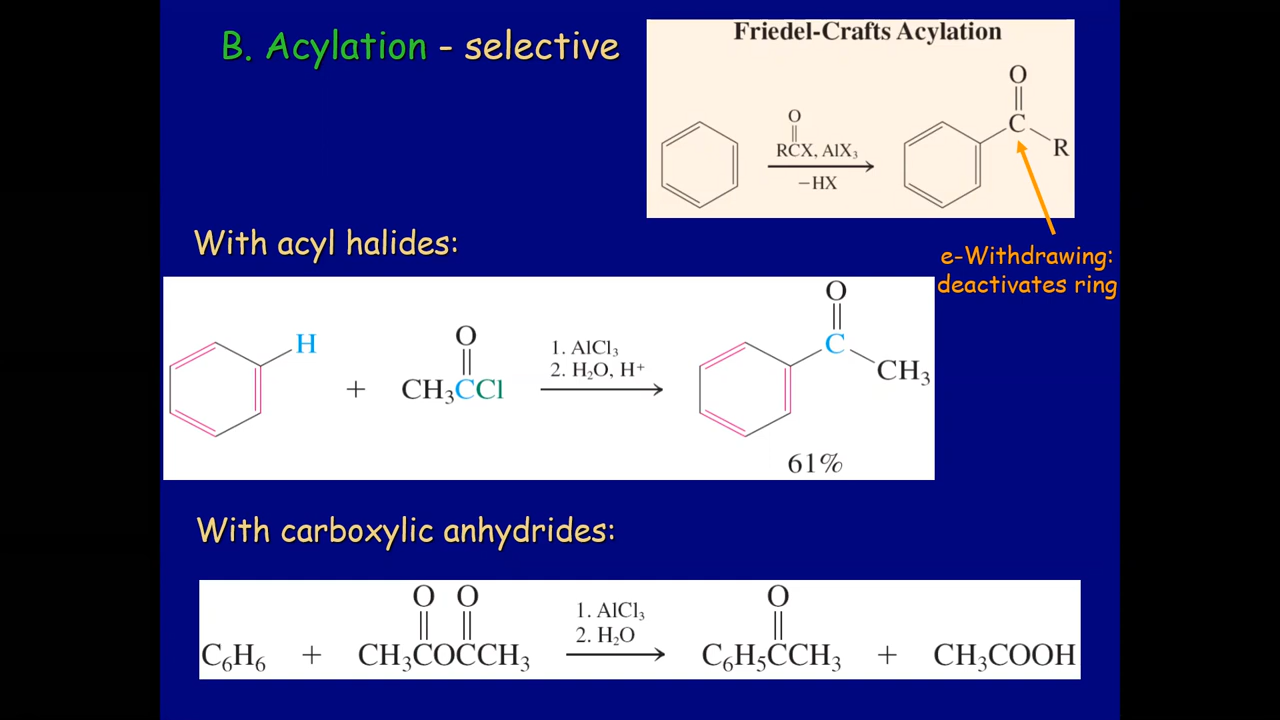 B. Acylation - selective
Friedel-Crafts Acylation
O
C
R
O
RCX, AlX₃
−HX
e-Withdrawing:
deactivates ring
With acyl halides:
H
+
O
CH₃CCl
1. AlCl₃
2. H₂O, H⁺
O
C
CH₃
61%
With carboxylic anhydrides:
O O
O
1. AlCl₃
2. H₂O
C₆H₆ + CH₃COCCH₃ C₆H₅CCH₃ + CH₃COOH